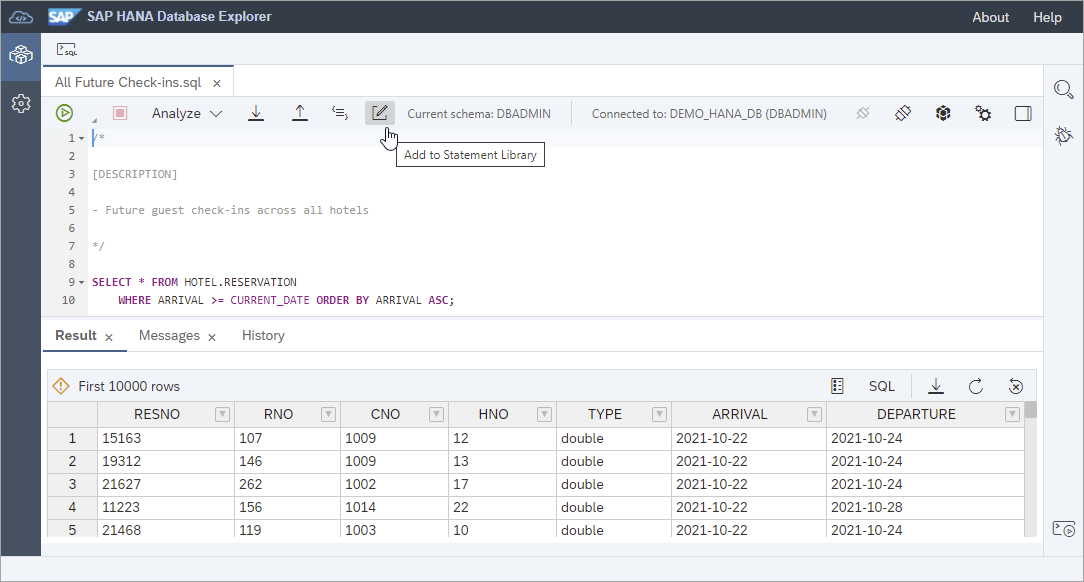 SAP SAP HANA Database Explorer About Help
SQL
All Future Check-ins.sql ×
Analyze Current schema: DBADMIN Connected to: DEMO_HANA_DB (DBADMIN)
Add to Statement Library
1 /*
2
3 [DESCRIPTION]
4
5 - Future guest check-ins across all hotels
6
7 */
8
9 SELECT * FROM HOTEL.RESERVATION
10 WHERE ARRIVAL >= CURRENT_DATE ORDER BY ARRIVAL ASC;
Result × Messages × History
First 10000 rows SQL
RESNO RNO CNO HNO TYPE ARRIVAL DEPARTURE
1 15163 107 1009 12 double 2021-10-22 2021-10-24
2 19312 146 1009 13 double 2021-10-22 2021-10-24
3 21627 262 1002 17 double 2021-10-22 2021-10-24
4 11223 156 1014 22 double 2021-10-22 2021-10-28
5 21468 119 1003 10 double 2021-10-22 2021-10-24